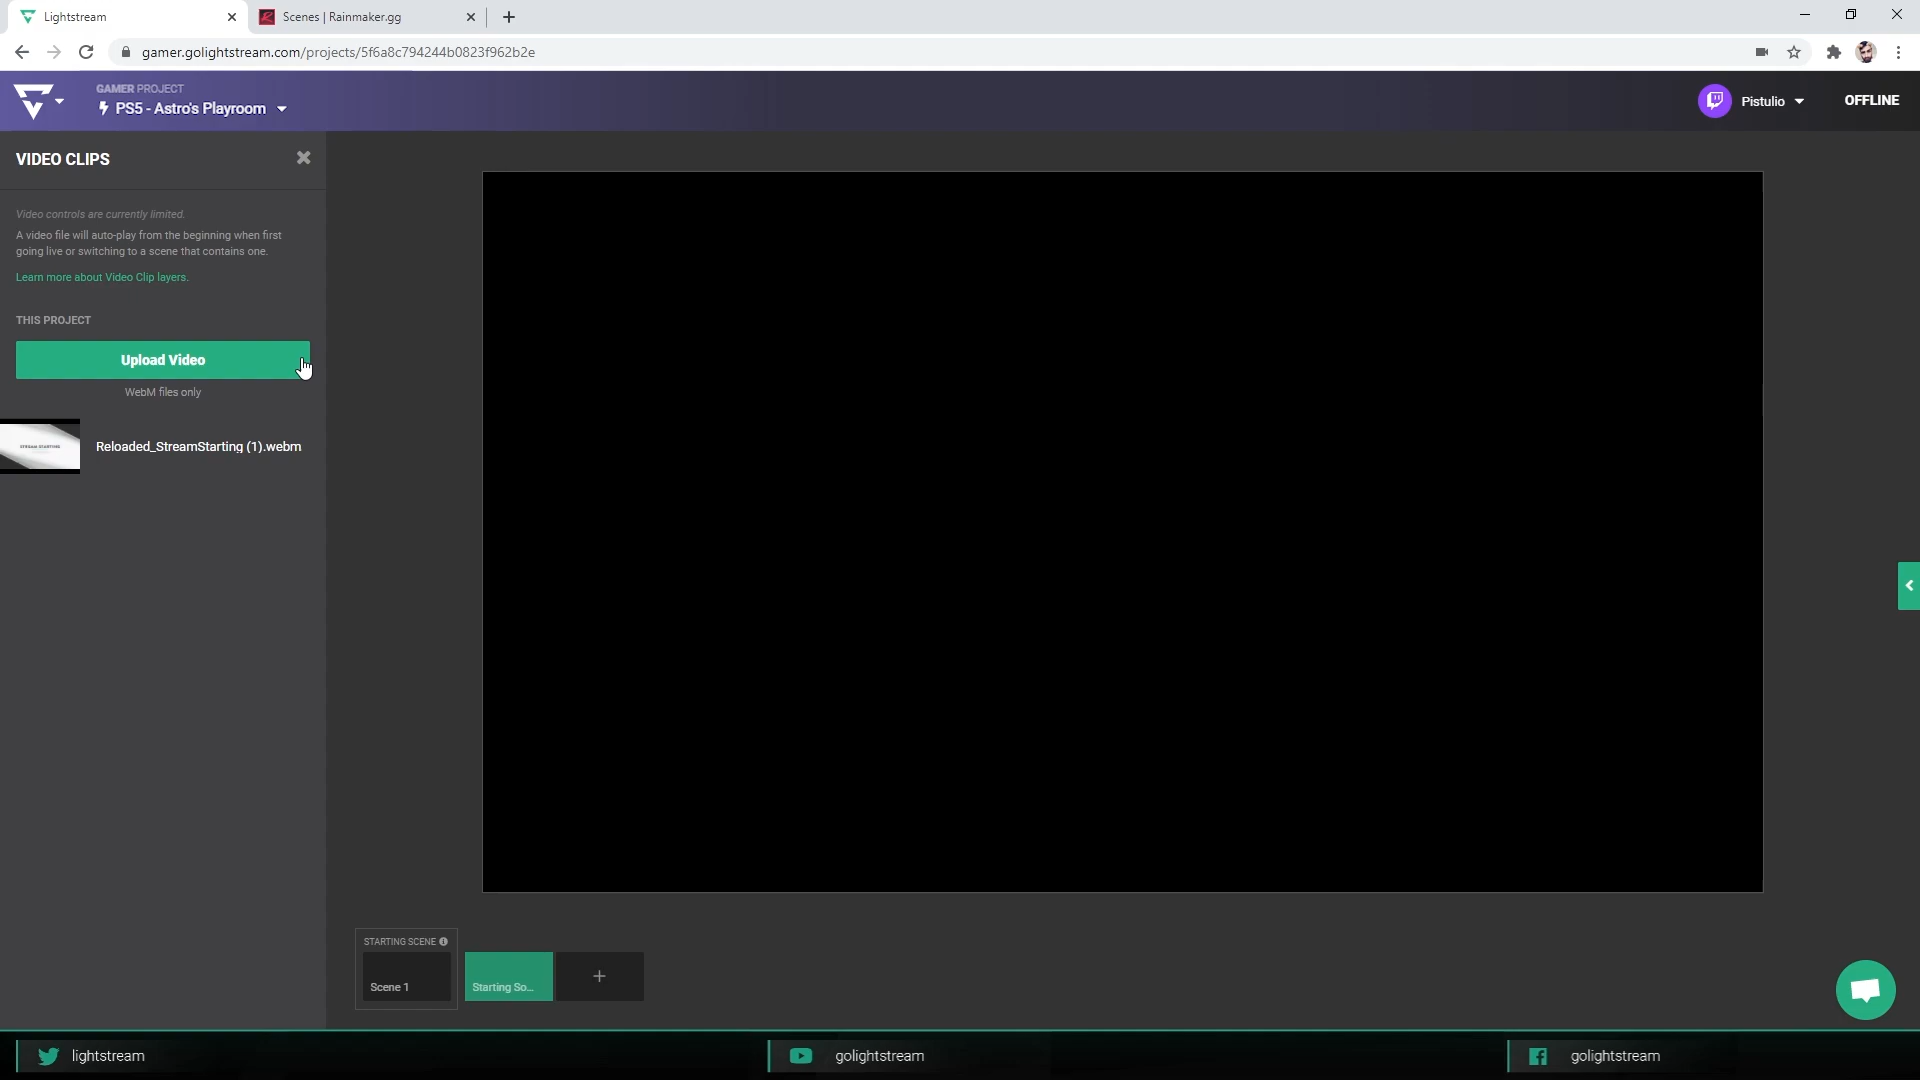 Lightstream
Scenes | Rainmaker.gg
gamer.golightstream.com/projects/5f6a8c794244b0823f962b2e
GAMER PROJECT
PS5 - Astro's Playroom
Pistulio
OFFLINE
VIDEO CLIPS
Video controls are currently limited.
A video file will auto-play from the beginning when first
going live or switching to a scene that contains one.
Learn more about Video Clip layers.
THIS PROJECT
Upload Video
WebM files only
STREAM STARTING
Reloaded_StreamStarting (1).webm
STARTING SCENE
Scene 1
Starting So...
lightstream
golightstream
golightstream